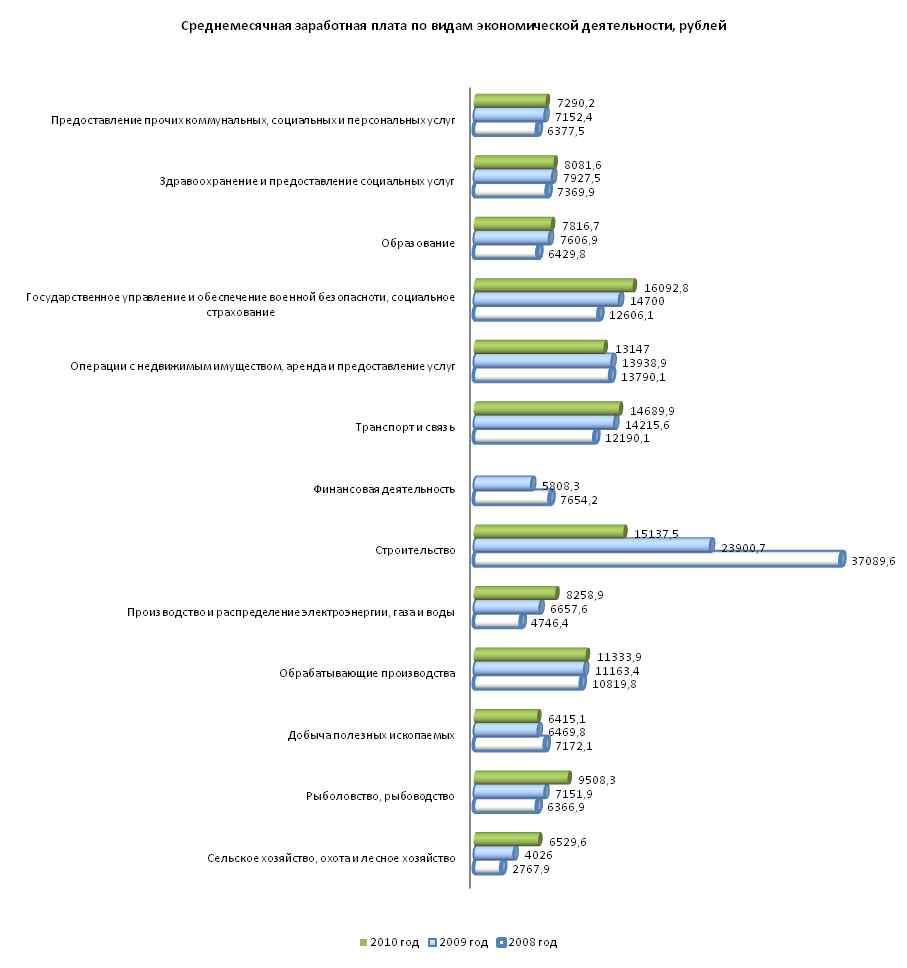 Среднемесячная заработная плата по видам экономической деятельности, рублей
7290,2
Предоставление прочих коммунальных, социальных и персональных услуг
7152,4
6377,5
8081,6
Здравоохранение и предоставление социальных услуг
7927,5
7369,9
7816,7
Образование
7606,9
6429,8
16092,8
Государственное управление и обеспечение военной безопасноти, социальное
страхование
14700
12606,1
13147
Операции с недвижимим имуществом, аренда и предоставление услуг
13938,9
13790,1
14689,9
Транспорт и связь
14215,6
12190,1
Финансовая деятельность
5808,3
7654,2
15137,5
Строительство
23900,7
37089,6
8258,9
Производство и распределение электроэнергии, газа и воды
6657,6
4746,4
11333,9
Обрабатывающие производства
11163,4
10819,8
6415,1
Добыча полезных ископаемых
6469,8
7172,1
9508,3
Рыболовство, рыбоводство
7151,9
6366,9
6529,6
Сельское хозяйство, охота и лесное хозяйство
4026
2767,9
2010 год 2009 год 2008 год